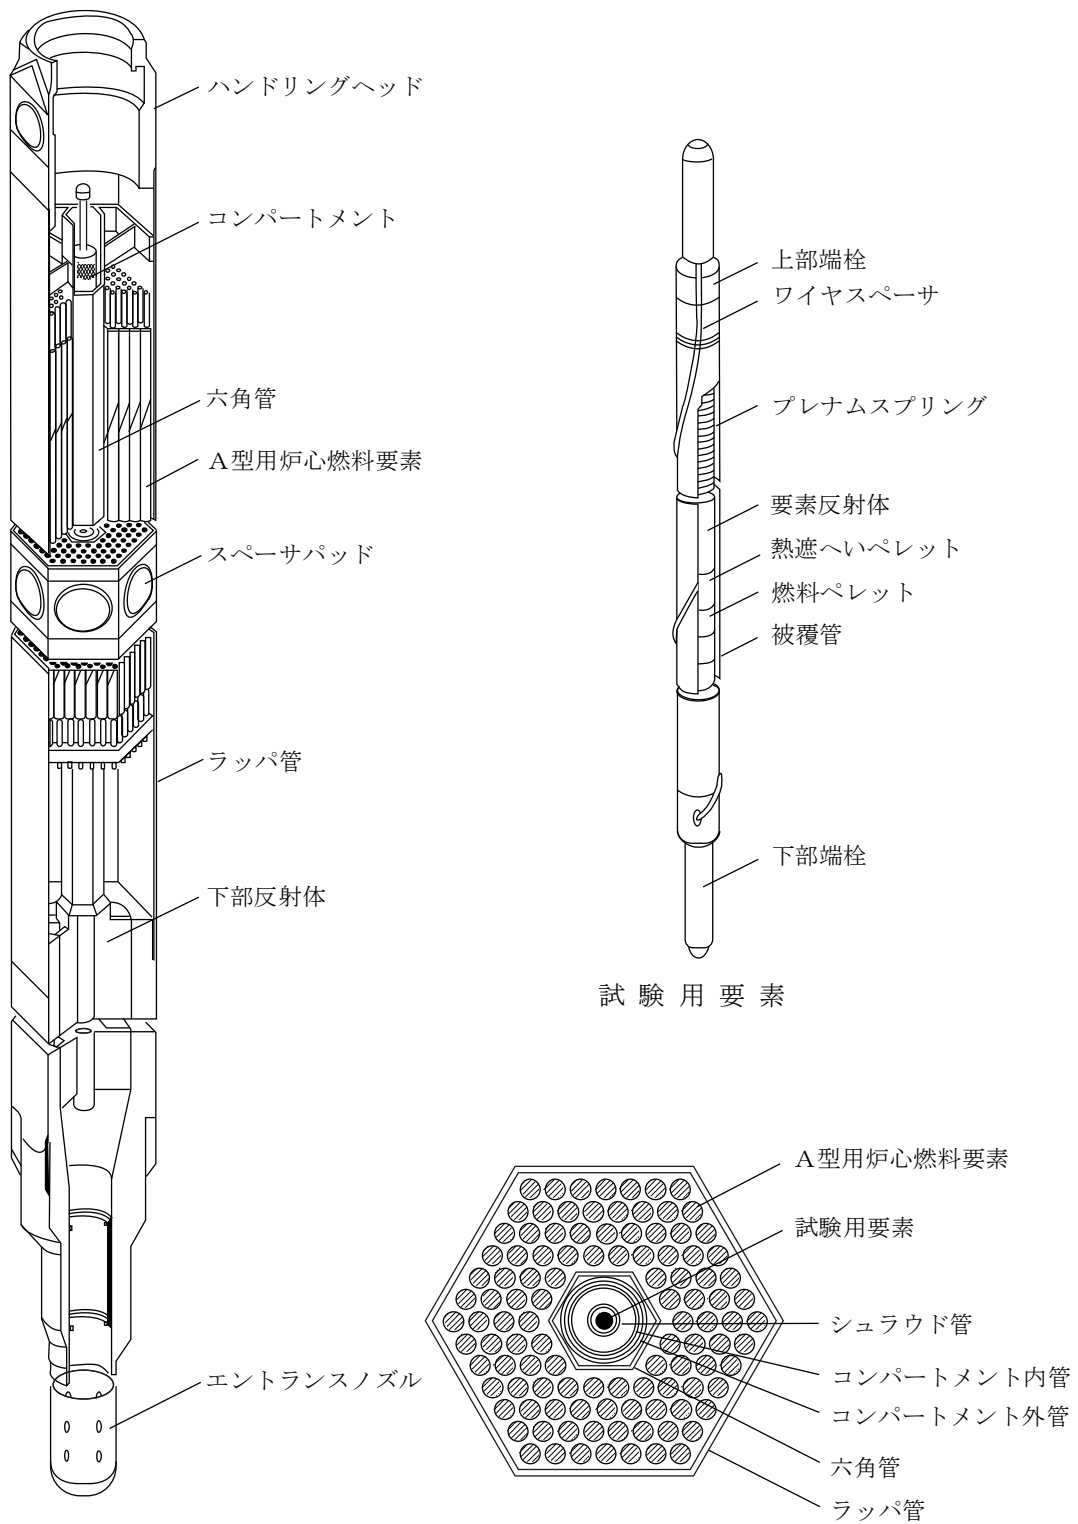 ハンドリングヘッド
コンパートメント
六角管
A型用炉心燃料要素
スペーサパッド
ラッパ管
下部反射体
エントランスノズル
上部端栓
ワイヤスペーサ
プレナムスプリング
要素反射体
熱遮へいペレット
燃料ペレット
被覆管
下部端栓
試験用要素
A型用炉心燃料要素
試験用要素
シュラウド管
コンパートメント内管
コンパートメント外管
六角管
ラッパ管